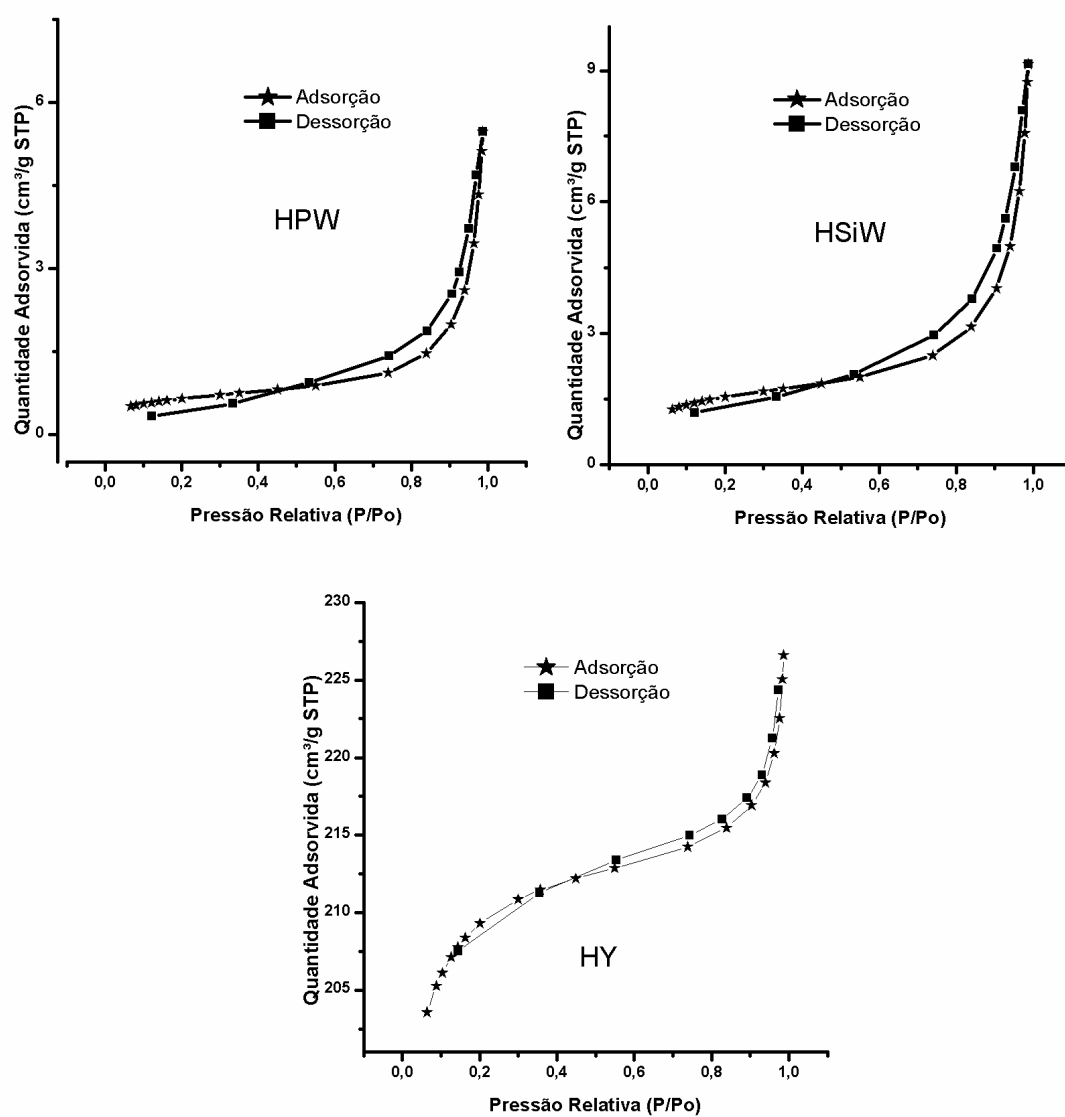 Quantidade Adsorvida (cm³/g STP)
6
3
0
Adsorção
Dessorção
HPW
0,0 0,2 0,4 0,6 0,8 1,0
Pressão Relativa (P/Po)
Quantidade Adsorvida (cm³/g STP)
9
6
3
0
Adsorção
Dessorção
HSiW
0,0 0,2 0,4 0,6 0,8 1,0
Pressão Relativa (P/Po)
Quantidade Adsorvida (cm³/g STP)
230
225
220
215
210
205
Adsorção
Dessorção
HY
0,0 0,2 0,4 0,6 0,8 1,0
Pressão Relativa (P/Po)